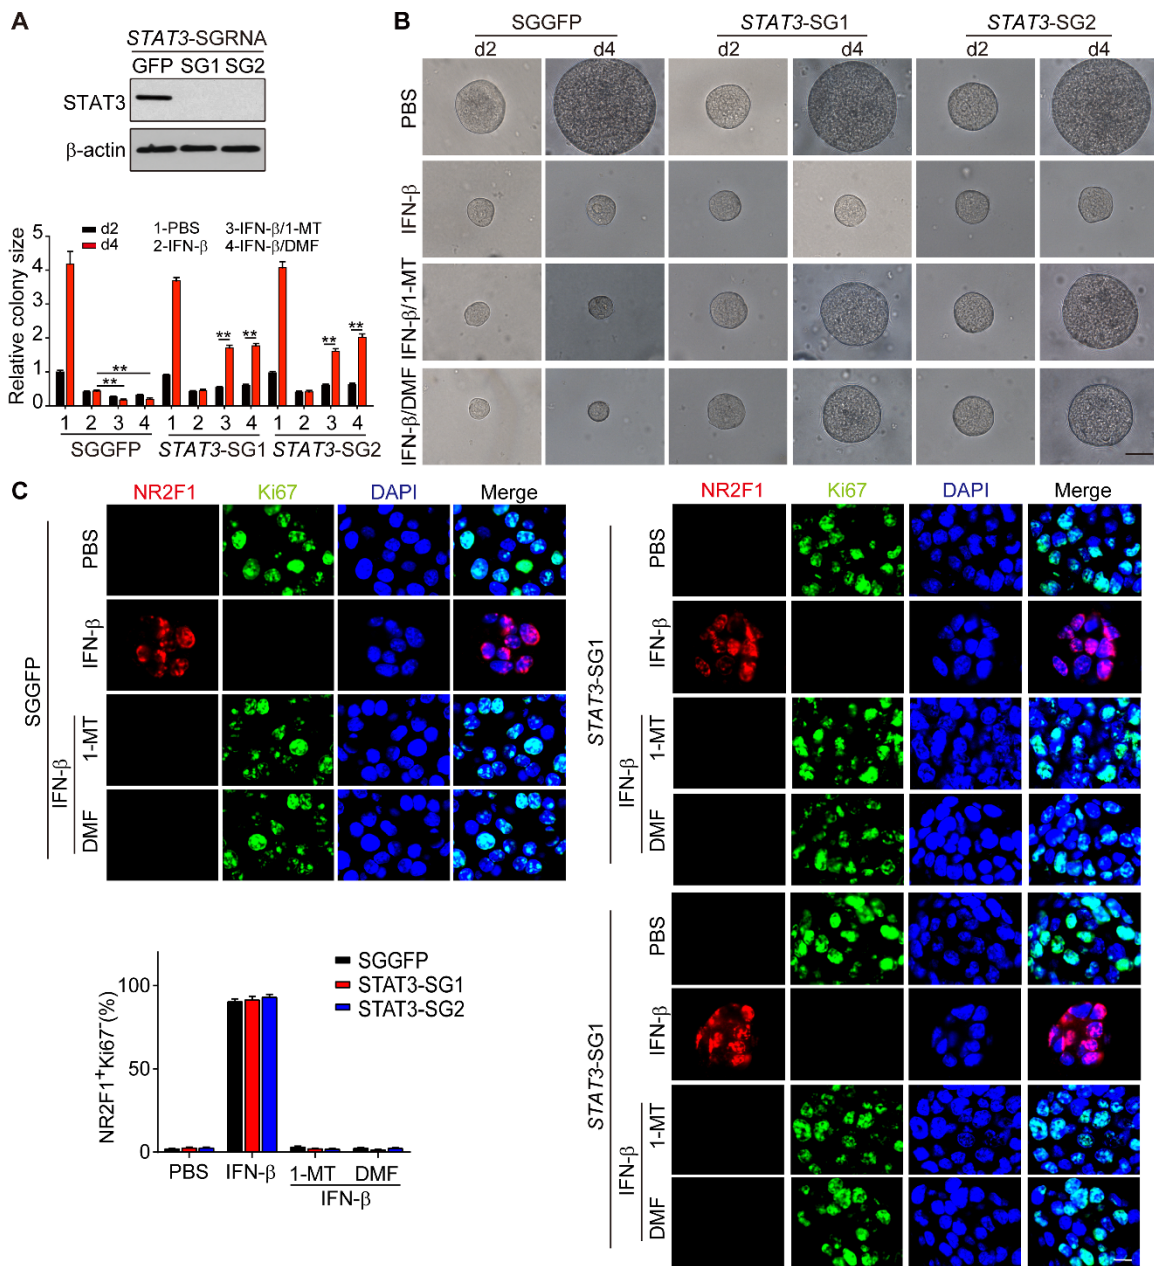 A
STAT3-SGRNA
GFP SG1 SG2
STAT3
β-actin
d2 1-PBS 3-IFN-β/1-MT
d4 2-IFN-β 4-IFN-β/DMF
Relative colony size
5
4
2
1
0
** ** ** ** ** **
1 2 3 4 1 2 3 4 1 2 3 4
SGGFP STAT3-SG1 STAT3-SG2
B
SGGFP STAT3-SG1 STAT3-SG2
d2 d4 d2 d4 d2 d4
PBS
IFN-β
IFN-β/1-MT
IFN-β/DMF
C
NR2F1 Ki67 DAPI Merge
SGGFP
PBS
IFN-β
IFN-β
1-MT
DMF
NR2F1 Ki67 DAPI Merge
STAT3-SG1
PBS
IFN-β
IFN-β
1-MT
DMF
STAT3-SG1
PBS
IFN-β
IFN-β
1-MT
DMF
SGGFP
STAT3-SG1
STAT3-SG2
NR2F1⁺Ki67⁻(%)
100
50
0
PBS IFN-β 1-MT DMF
IFN-β